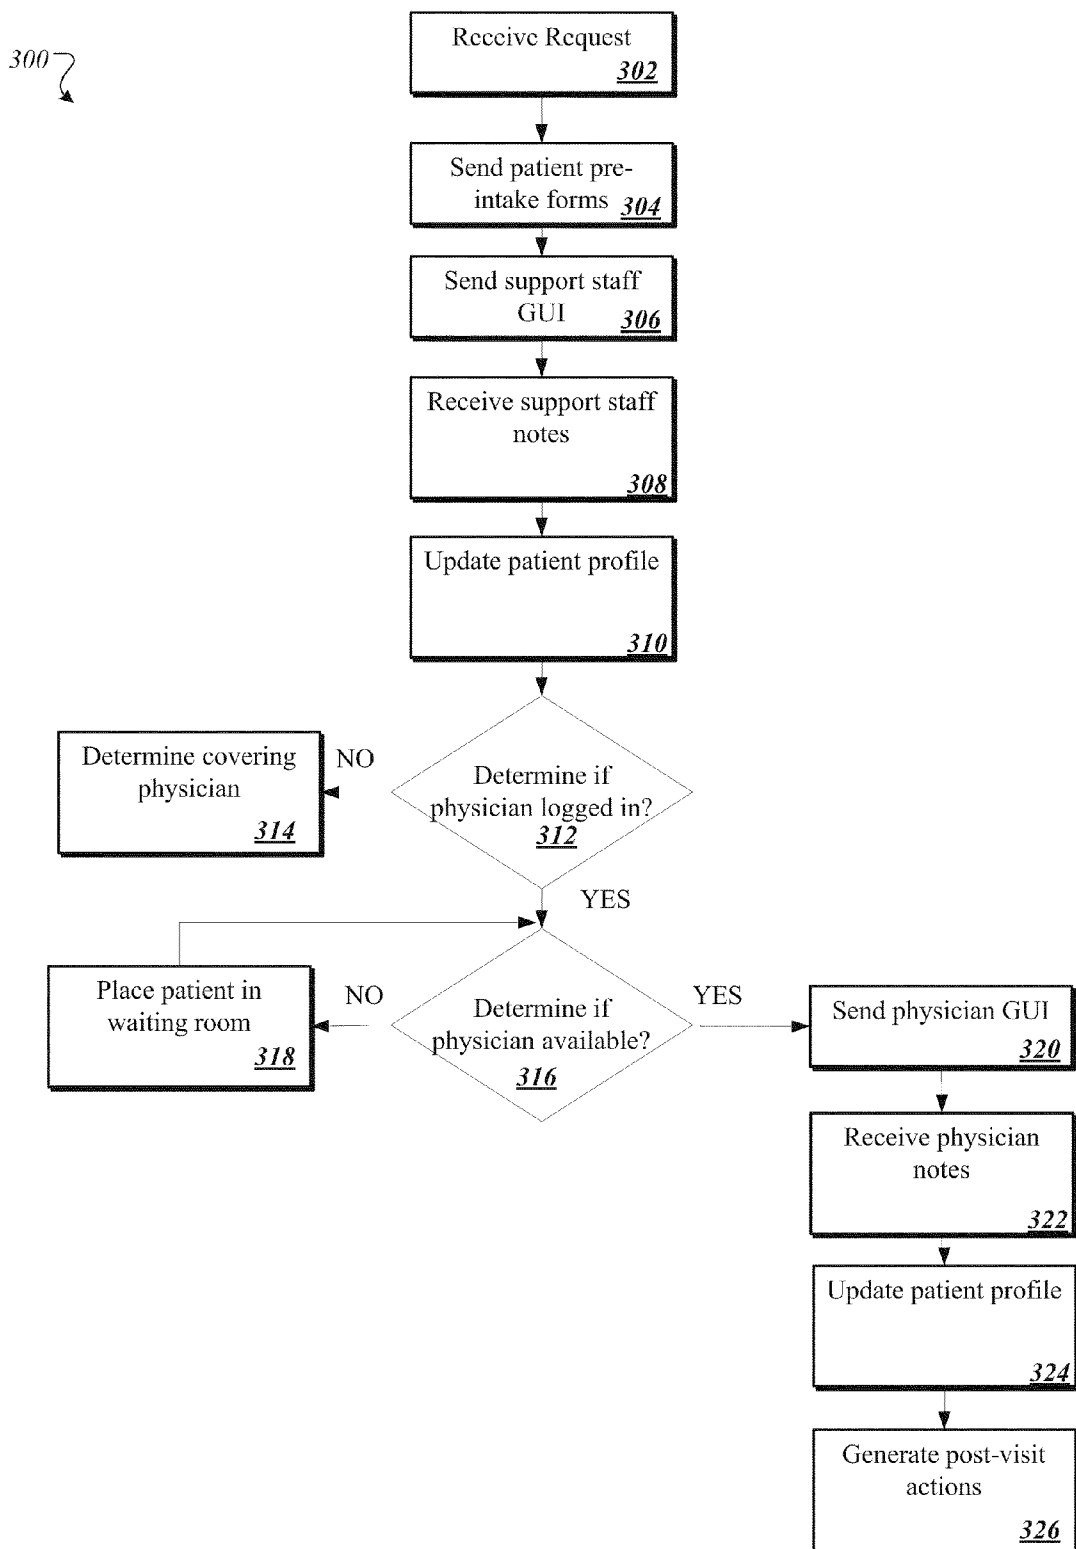 300
Receive Request
302
Send patient pre-
intake forms
304
Send support staff
GUI
306
Receive support staff
notes
308
Update patient profile
310
Determine if
physician logged in?
312
NO
Determine covering
physician
314
YES
Determine if
physician available?
316
NO
Place patient in
waiting room
318
YES
Send physician GUI
320
Receive physician
notes
322
Update patient profile
324
Generate post-visit
actions
326